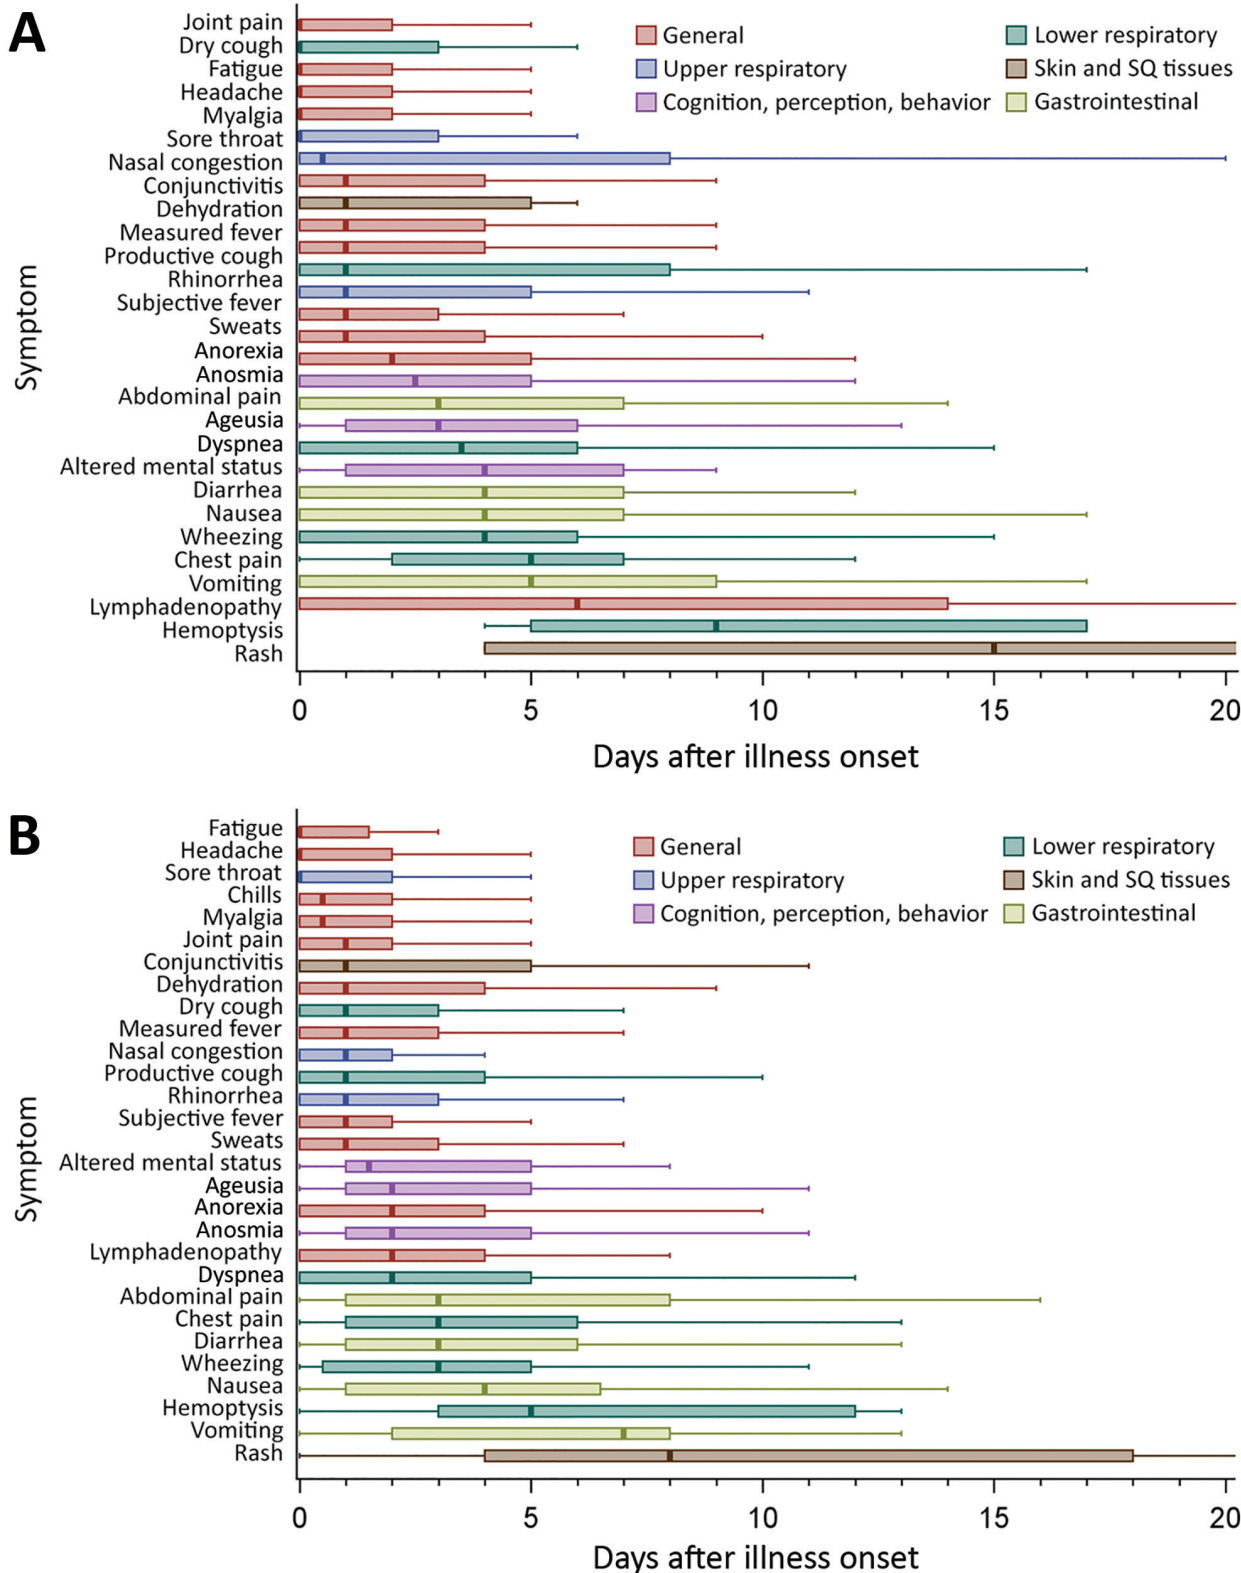 A
Joint pain
Dry cough
Fatigue
Headache
Myalgia
Sore throat
Nasal congestion
Conjunctivitis
Dehydration
Measured fever
Productive cough
Rhinorrhea
Subjective fever
Sweats
Anorexia
Anosmia
Abdominal pain
Ageusia
Dyspnea
Altered mental status
Diarrhea
Nausea
Wheezing
Chest pain
Vomiting
Lymphadenopathy
Hemoptysis
Rash
Symptom
General
Upper respiratory
Cognition, perception, behavior
Lower respiratory
Skin and SQ tissues
Gastrointestinal
0 5 10 15 20
Days after illness onset
B
Fatigue
Headache
Sore throat
Chills
Myalgia
Joint pain
Conjunctivitis
Dehydration
Dry cough
Measured fever
Nasal congestion
Productive cough
Rhinorrhea
Subjective fever
Sweats
Altered mental status
Ageusia
Anorexia
Anosmia
Lymphadenopathy
Dyspnea
Abdominal pain
Chest pain
Diarrhea
Wheezing
Nausea
Hemoptysis
Vomiting
Rash
Symptom
General
Upper respiratory
Cognition, perception, behavior
Lower respiratory
Skin and SQ tissues
Gastrointestinal
0 5 10 15 20
Days after illness onset